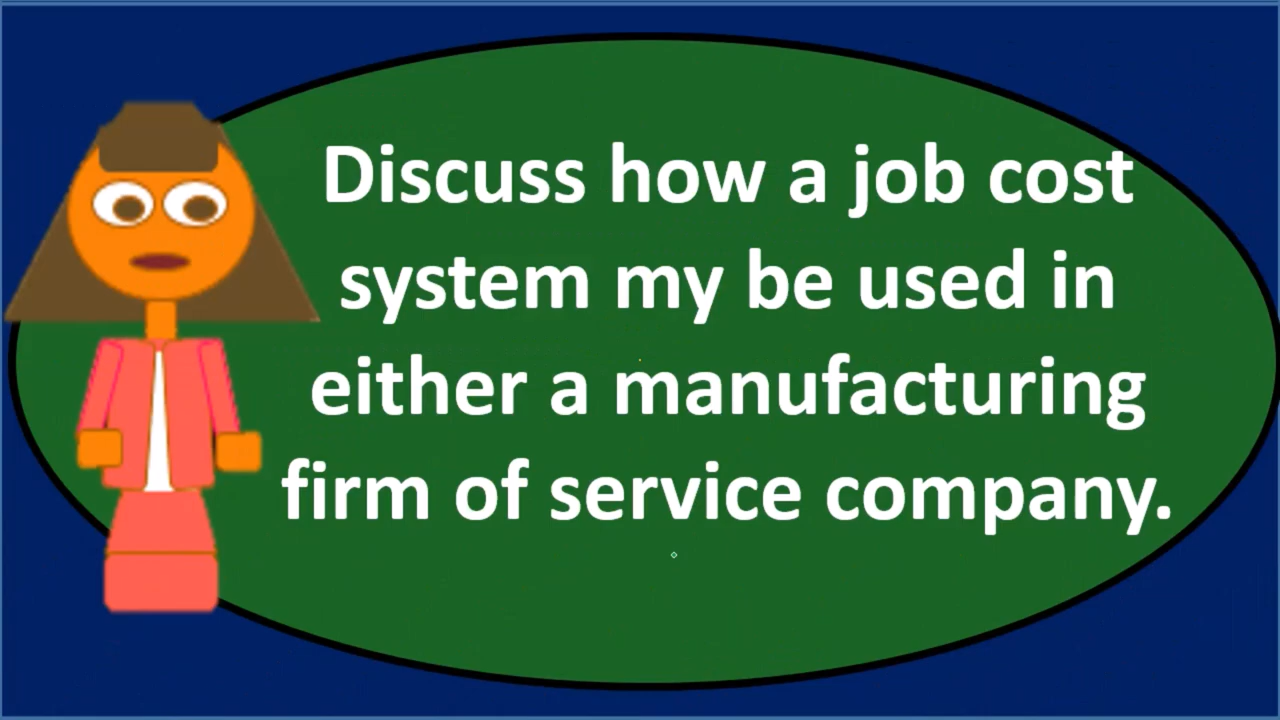 Discuss how a job cost
system my be used in
either a manufacturing
firm of service company.